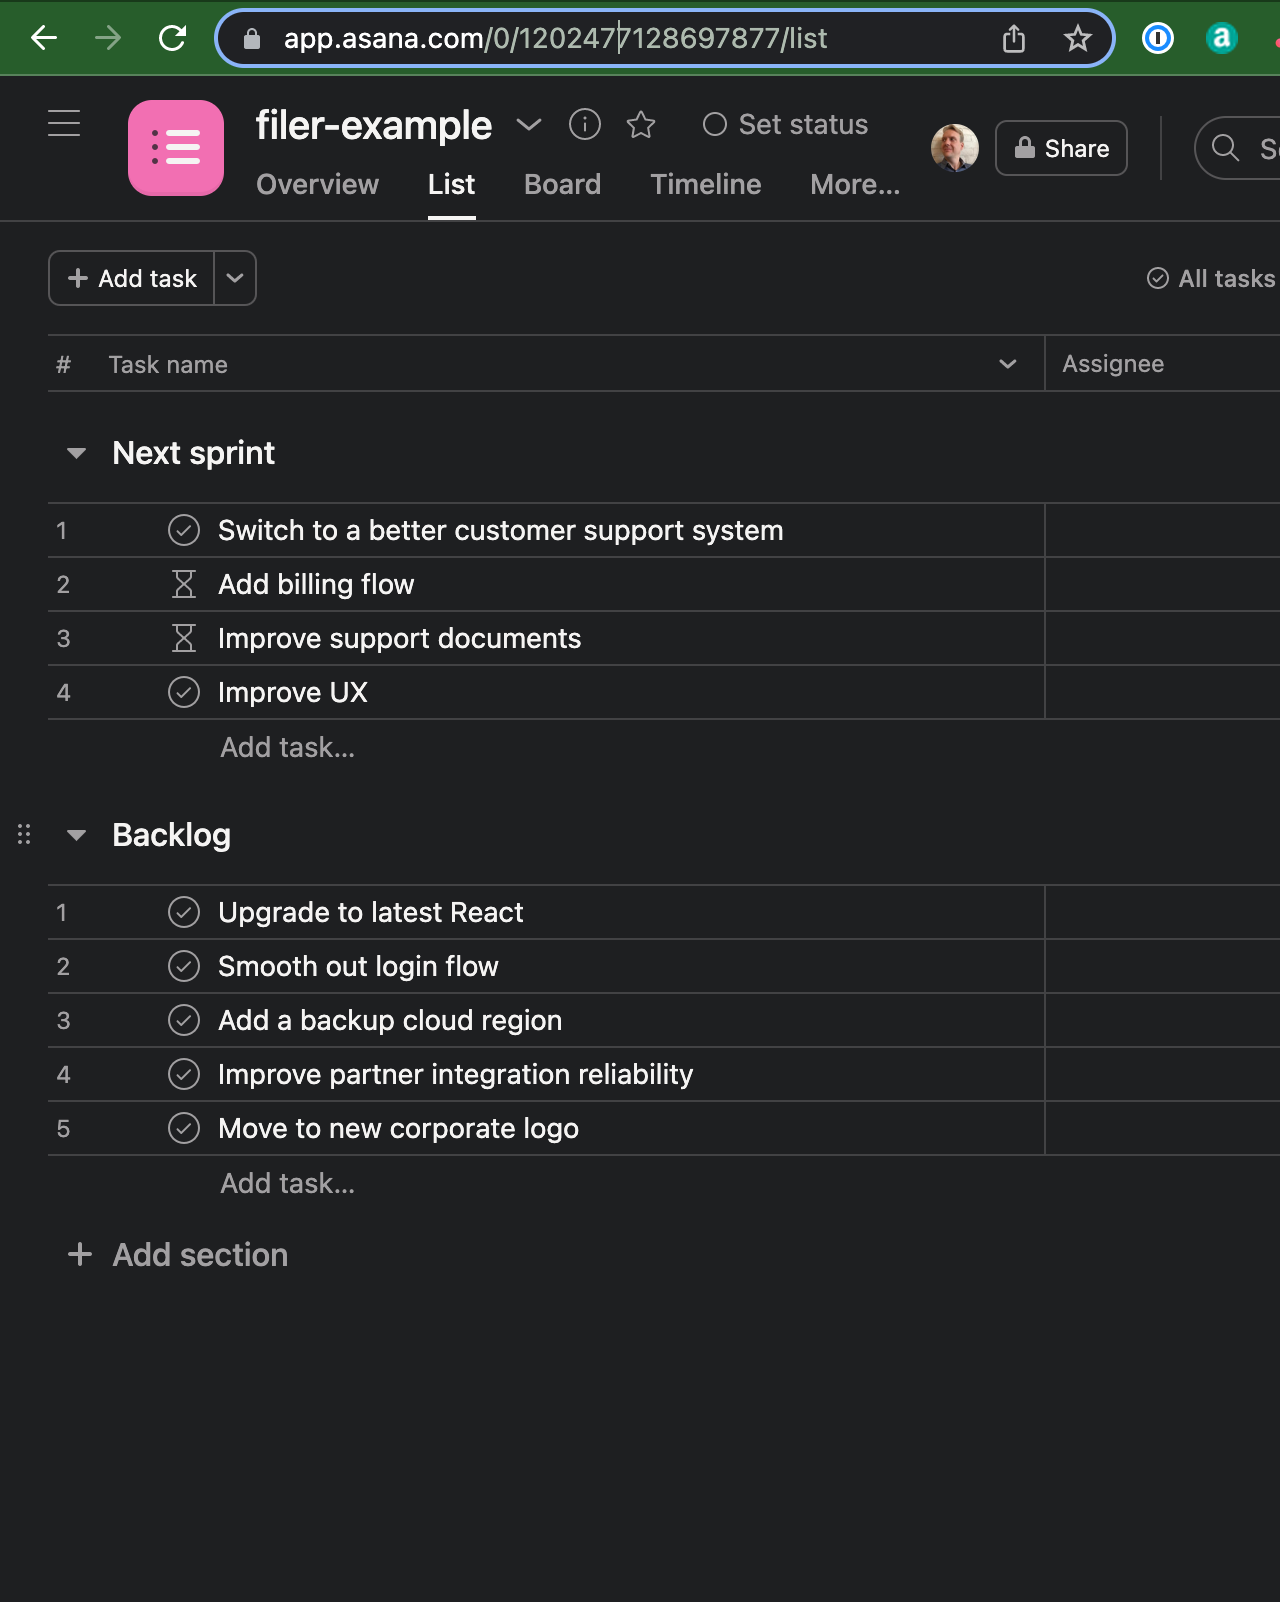 app.asana.com/0/1202477128697877/list
a
filer-example
Set status
Share
Overview
List
Board
Timeline
More...
Add task
All tasks
#
Task name
Assignee
Next sprint
1
Switch to a better customer support system
2
Add billing flow
3
Improve support documents
4
Improve UX
Add task...
Backlog
1
Upgrade to latest React
2
Smooth out login flow
3
Add a backup cloud region
4
Improve partner integration reliability
5
Move to new corporate logo
Add task...
Add section